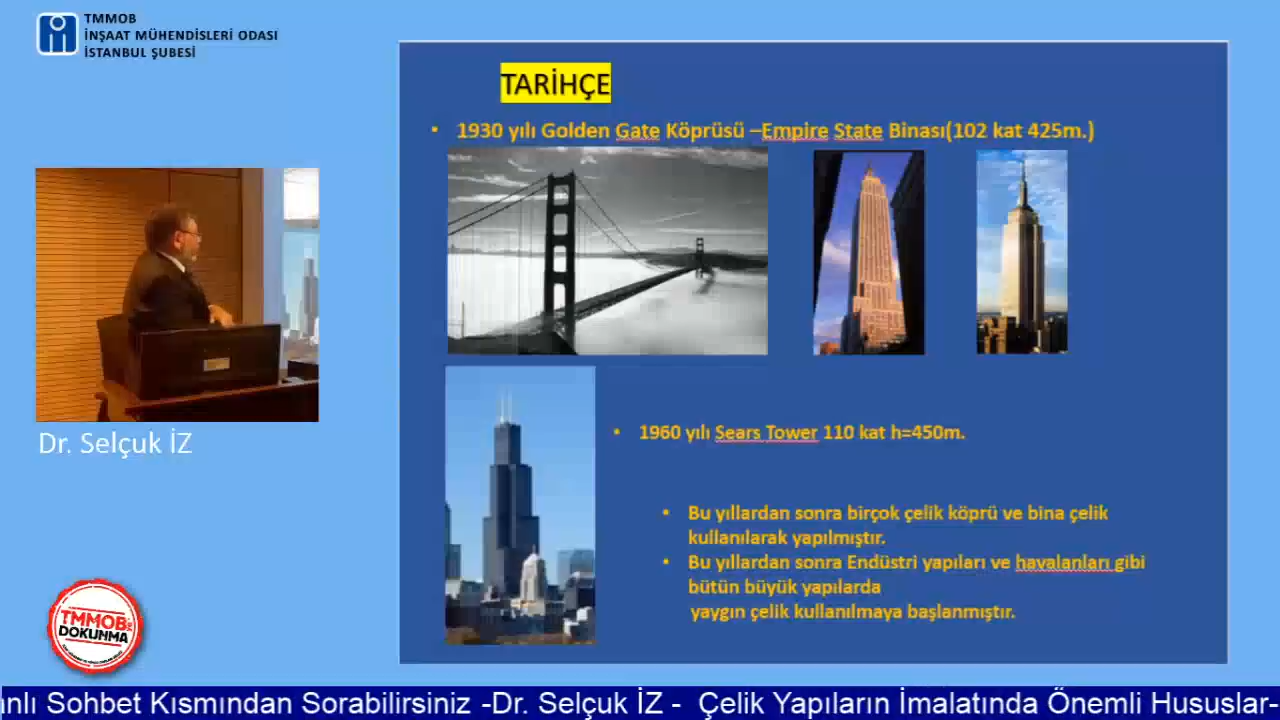 TMMOB
İNŞAAT MÜHENDİSLERİ ODASI
İSTANBUL ŞUBESİ
TARİHÇE
• 1930 yılı Golden Gate Köprüsü –Empire State Binası(102 kat 425m.)
Dr. Selçuk İZ
• 1960 yılı Sears Tower 110 kat h=450m.
• Bu yıllardan sonra birçok çelik köprü ve bina çelik
kullanılarak yapılmıştır.
• Bu yıllardan sonra Endüstri yapıları ve havalanları gibi
bütün büyük yapılarda
yaygın çelik kullanılmaya başlanmıştır.
TMMOB
DOKUNMA
nlı Sohbet Kısmından Sorabilirsiniz -Dr. Selçuk İZ - Çelik Yapıların İmalatında Önemli Hususlar-